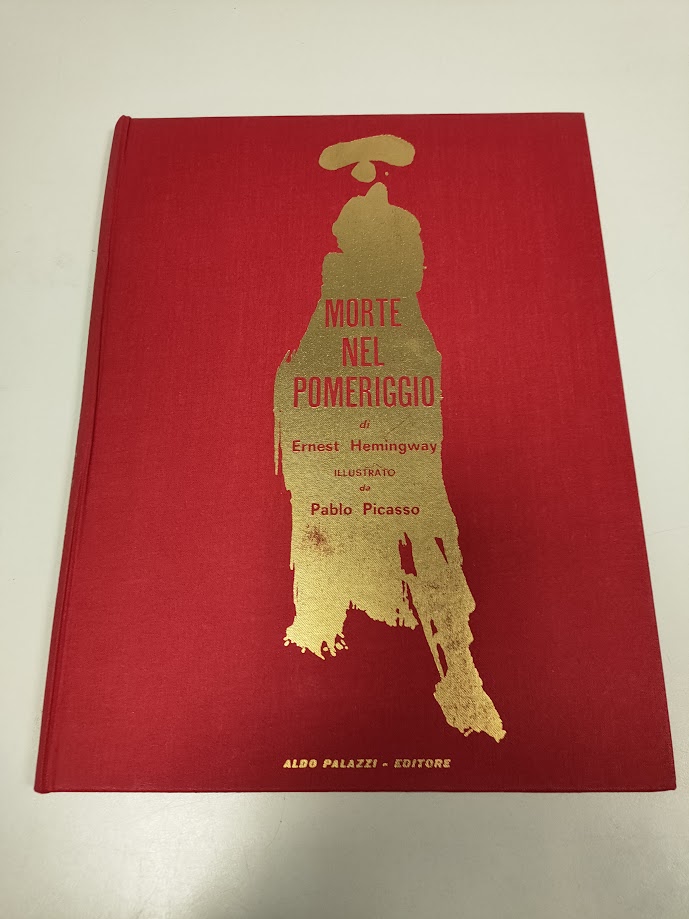 MORTE
NEL
POMERIGGIO
di
Ernest Hemingway
ILLUSTRATO
da
Pablo Picasso
ALDO PALAZZI - EDITORE